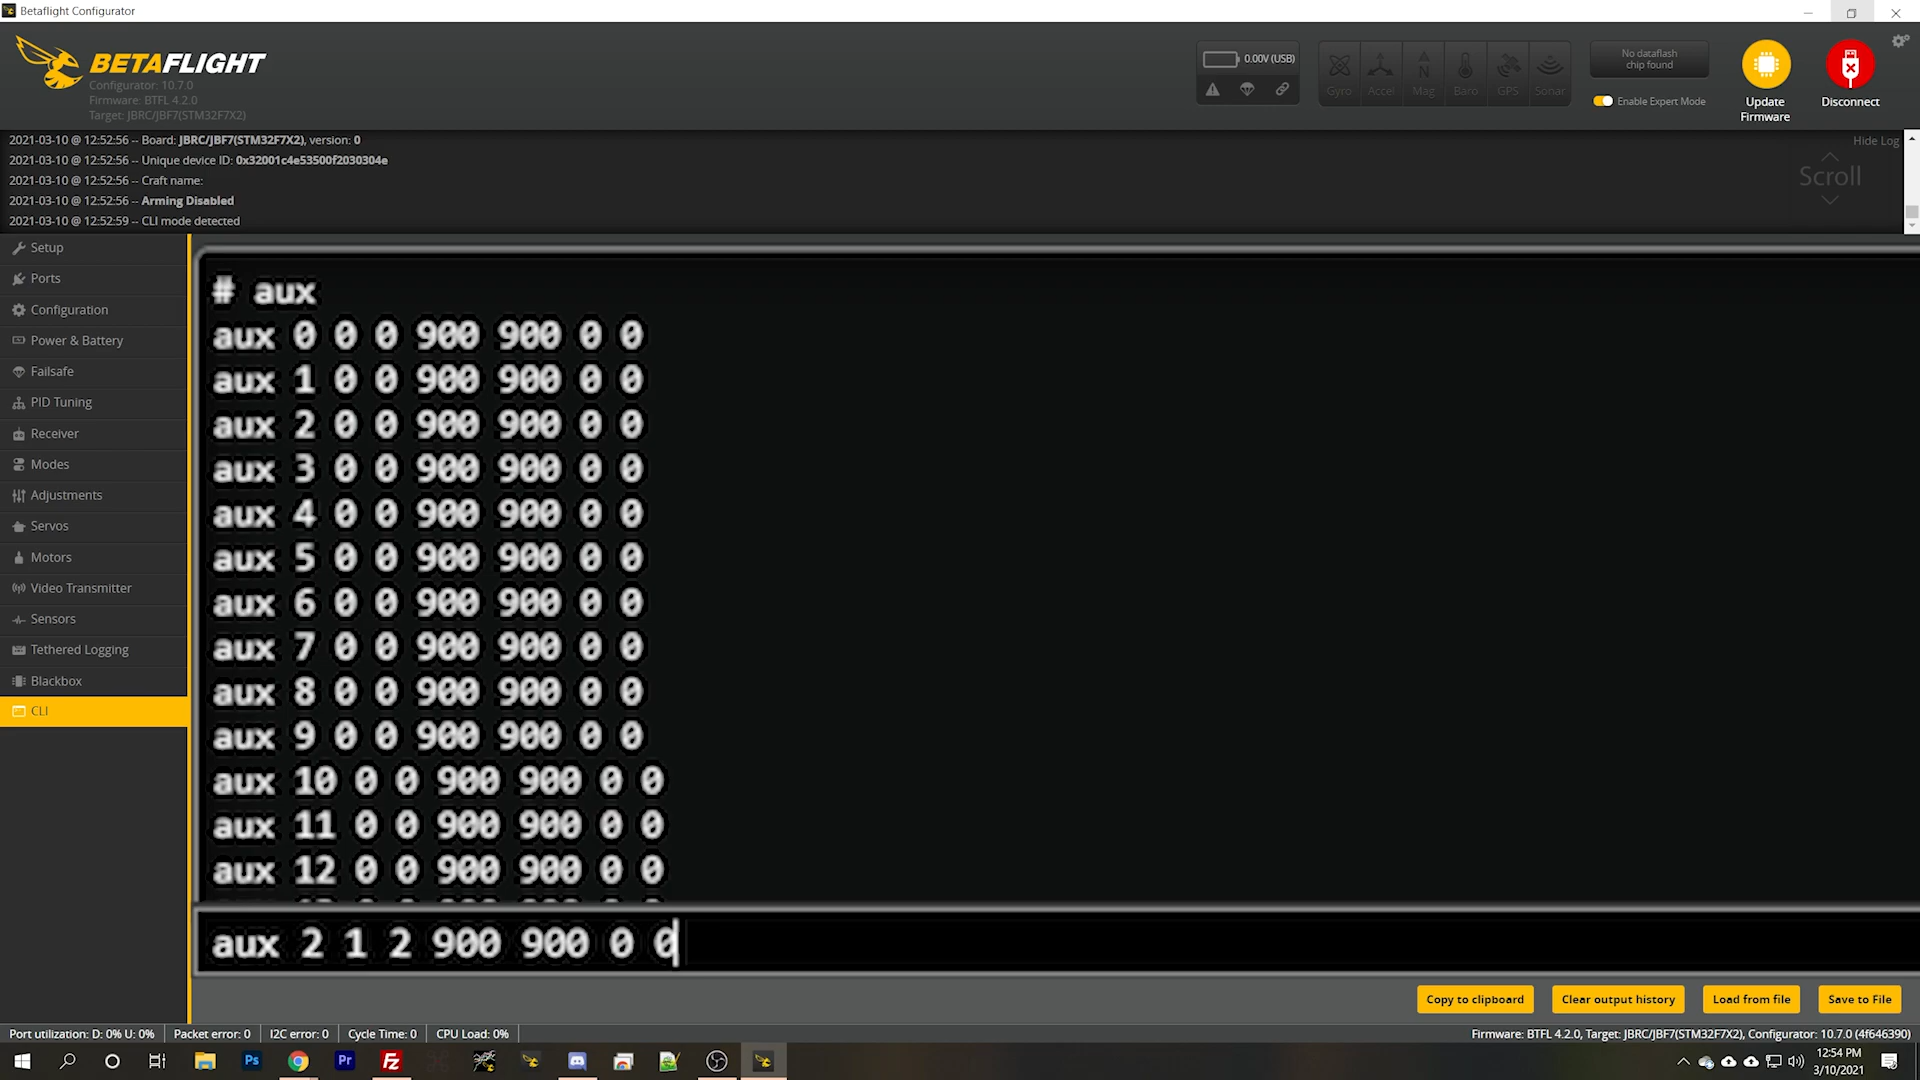 Betaflight Configurator
BETAFLIGHT
Configurator: 10.7.0
Firmware: BTFL 4.2.0
Target: JBRC/JBF7(STM32F7X2)
0.00V (USB)
Gyro Accel Mag Baro GPS Sonar
No dataflash
chip found
Enable Expert Mode
Update
Firmware
Disconnect
2021-03-10 @ 12:52:56 -- Board: JBRC/JBF7(STM32F7X2), version: 0
2021-03-10 @ 12:52:56 -- Unique device ID: 0x32001c4e53500f2030304e
2021-03-10 @ 12:52:56 -- Craft name:
2021-03-10 @ 12:52:56 -- Arming Disabled
2021-03-10 @ 12:52:59 -- CLI mode detected
Hide Log
Scroll
Setup
Ports
Configuration
Power & Battery
Failsafe
PID Tuning
Receiver
Modes
Adjustments
Servos
Motors
Video Transmitter
Sensors
Tethered Logging
Blackbox
CLI
# aux
aux 0 0 0 900 900 0 0
aux 1 0 0 900 900 0 0
aux 2 0 0 900 900 0 0
aux 3 0 0 900 900 0 0
aux 4 0 0 900 900 0 0
aux 5 0 0 900 900 0 0
aux 6 0 0 900 900 0 0
aux 7 0 0 900 900 0 0
aux 8 0 0 900 900 0 0
aux 9 0 0 900 900 0 0
aux 10 0 0 900 900 0 0
aux 11 0 0 900 900 0 0
aux 12 0 0 900 900 0 0
aux 2 1 2 900 900 0 0
Copy to clipboard
Clear output history
Load from file
Save to File
Port utilization: D: 0% U: 0% Packet error: 0 I2C error: 0 Cycle Time: 0 CPU Load: 0%
Firmware: BTFL 4.2.0, Target: JBRC/JBF7(STM32F7X2), Configurator: 10.7.0 (4f646390)
Ps
Pr
FZ
12:54 PM
3/10/2021